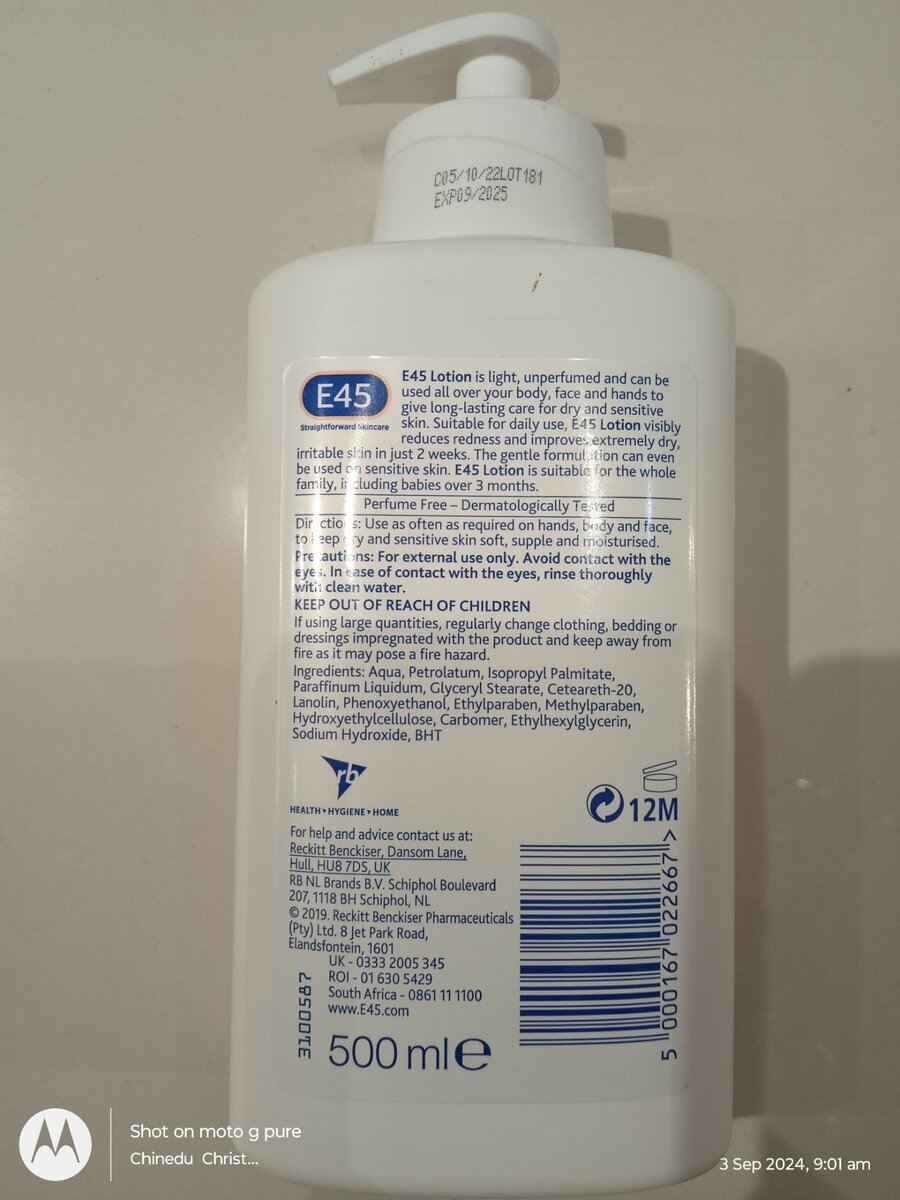 C05/10/22LOT181
EXP09/2025
E45
Straightforward Skincare
E45 Lotion is light, unperfumed and can be
used all over your body, face and hands to
give long-lasting care for dry and sensitive
skin. Suitable for daily use, E45 Lotion visibly
reduces redness and improves extremely dry,
irritable skin in just 2 weeks. The gentle formulation can even
be used on sensitive skin. E45 Lotion is suitable for the whole
family, including babies over 3 months.
Perfume Free – Dermatologically Tested
Directions: Use as often as required on hands, body and face,
to keep dry and sensitive skin soft, supple and moisturised.
Precautions: For external use only. Avoid contact with the
eyes. In case of contact with the eyes, rinse thoroughly
with clean water.
KEEP OUT OF REACH OF CHILDREN
If using large quantities, regularly change clothing, bedding or
dressings impregnated with the product and keep away from
fire as it may pose a fire hazard.
Ingredients: Aqua, Petrolatum, Isopropyl Palmitate,
Paraffinum Liquidum, Glyceryl Stearate, Ceteareth-20,
Lanolin, Phenoxyethanol, Ethylparaben, Methylparaben,
Hydroxyethylcellulose, Carbomer, Ethylhexylglycerin,
Sodium Hydroxide, BHT
rb
HEALTH HYGIENE HOME
12M
For help and advice contact us at:
Reckitt Benckiser, Dansom Lane,
Hull, HU8 7DS, UK
RB NL Brands B.V. Schiphol Boulevard
207, 1118 BH Schiphol, NL
© 2019. Reckitt Benckiser Pharmaceuticals
(Pty) Ltd. 8 Jet Park Road,
Elandsfontein, 1601
UK - 0333 2005 345
ROI - 01 630 5429
South Africa - 0861 11 1100
www.E45.com
3100587
500 ml e
5 000167 022667 >
Shot on moto g pure
Chinedu Christ...
3 Sep 2024, 9:01 am